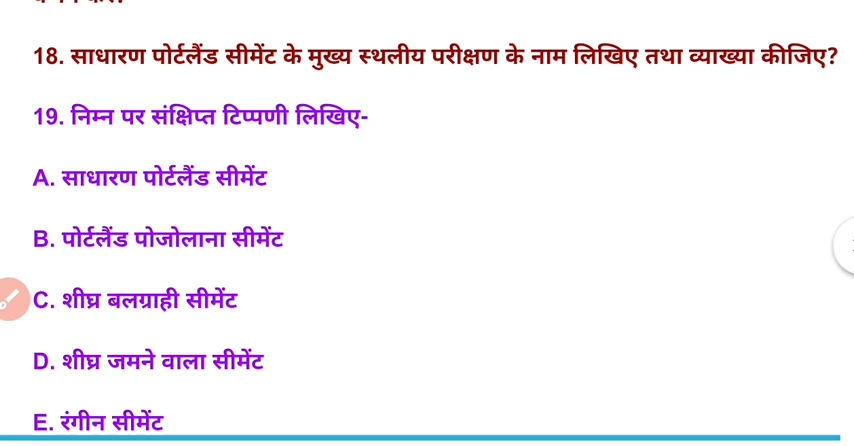 18. साधारण पोर्टलैंड सीमेंट के मुख्य स्थलीय परीक्षण के नाम लिखिए तथा व्याख्या कीजिए?
19. निम्न पर संक्षिप्त टिप्पणी लिखिए-
A. साधारण पोर्टलैंड सीमेंट
B. पोर्टलैंड पोजोलाना सीमेंट
C. शीघ्र बलग्राही सीमेंट
D. शीघ्र जमने वाला सीमेंट
E. रंगीन सीमेंट